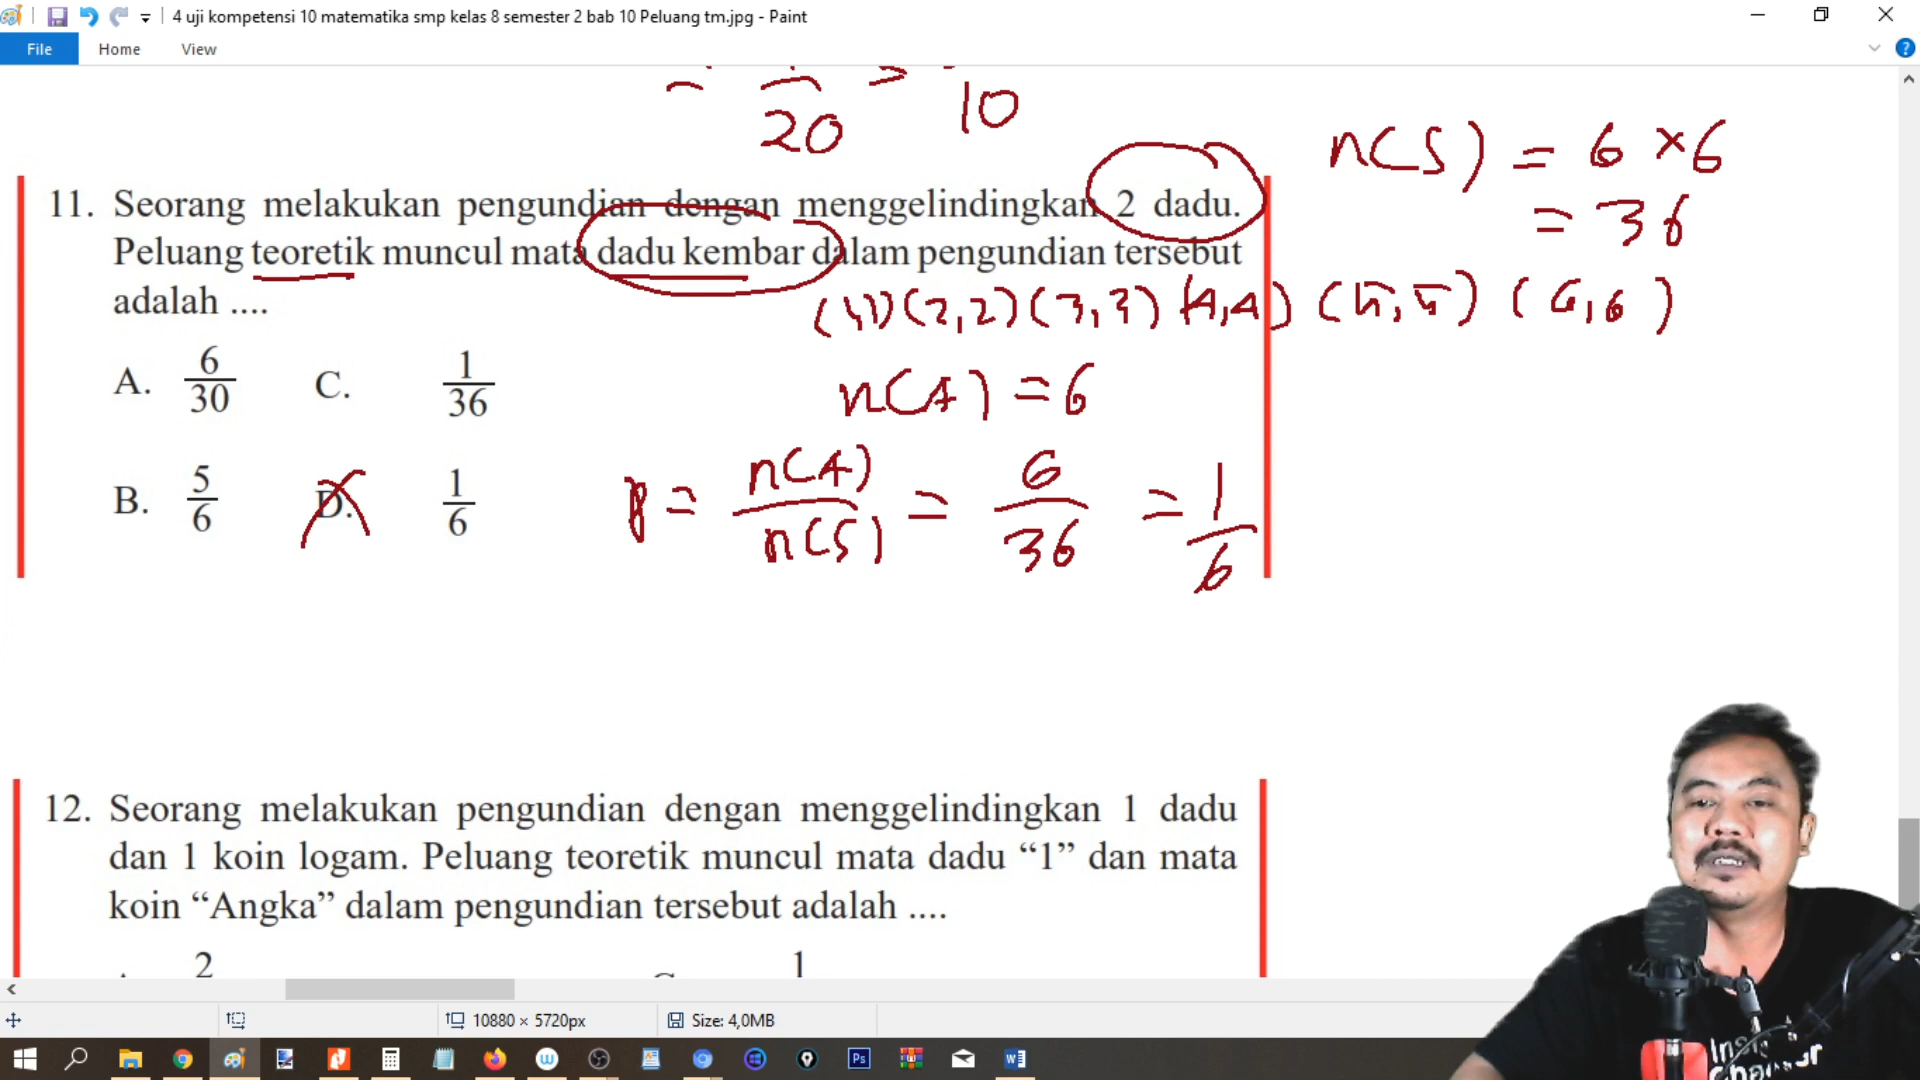 4 uji kompetensi 10 matematika smp kelas 8 semester 2 bab 10 Peluang tm.jpg - Paint
File Home View
= 20 = 10
11. Seorang melakukan pengundian dengan menggelindingkan 2 dadu.
Peluang teoretik muncul mata dadu kembar dalam pengundian tersebut
adalah ....
n(S) = 6 × 6
= 36
(1,1) (2,2) (3,3) (4,4) (5,5) (6,6)
A. 6/30 C. 1/36
n(A) = 6
B. 5/6 D. 1/6
P = n(A)/n(S) = 6/36 = 1/6
12. Seorang melakukan pengundian dengan menggelindingkan 1 dadu
dan 1 koin logam. Peluang teoretik muncul mata dadu “1” dan mata
koin “Angka” dalam pengundian tersebut adalah ....
2 1
10880 × 5720px Size: 4,0MB
Ps